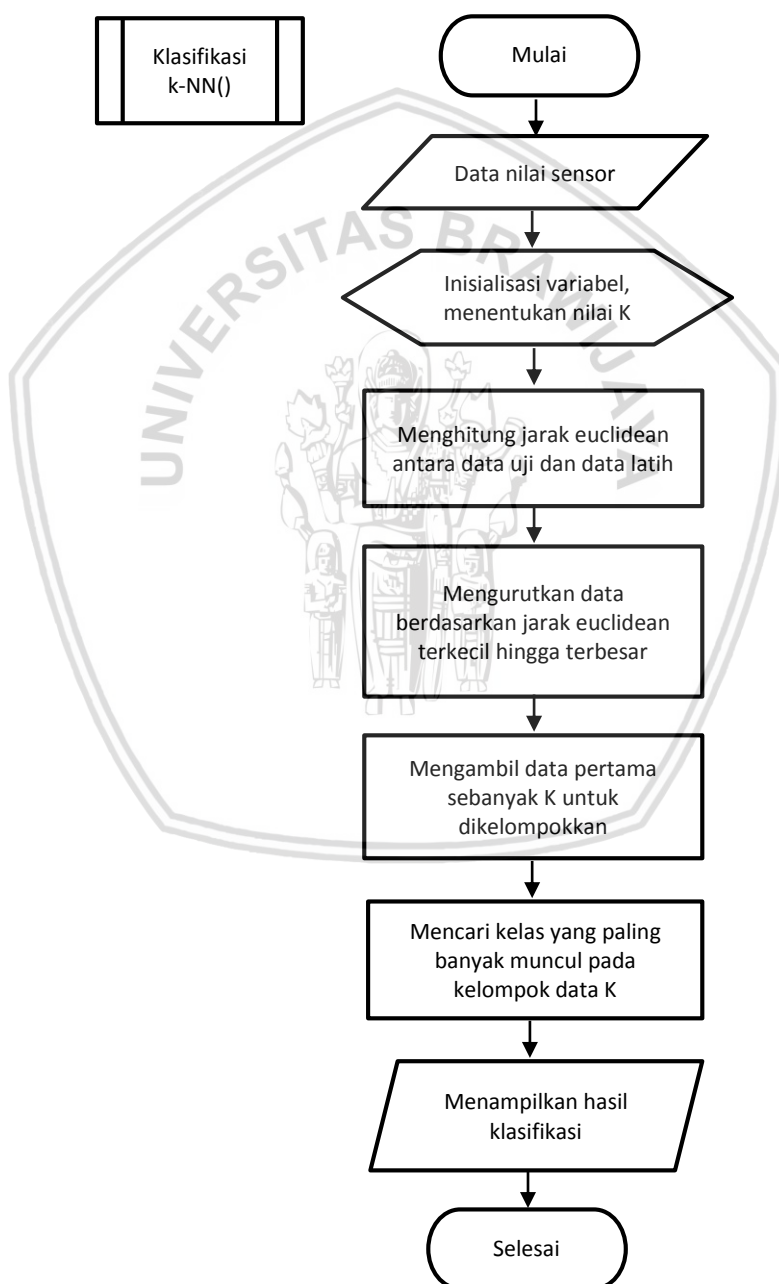 Klasifikasi
k-NN()
Mulai
Data nilai sensor
Inisialisasi variabel,
menentukan nilai K
Menghitung jarak euclidean
antara data uji dan data latih
Mengurutkan data
berdasarkan jarak euclidean
terkecil hingga terbesar
Mengambil data pertama
sebanyak K untuk
dikelompokkan
Mencari kelas yang paling
banyak muncul pada
kelompok data K
Menampilkan hasil
klasifikasi
Selesai
UNIVERSITAS BRAWIJAYA